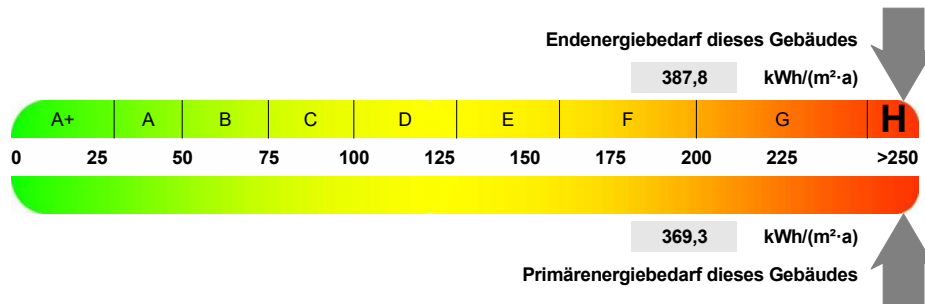 Endenergiebedarf dieses Gebäudes
387,8 kWh/(m²·a)
A+ A B C D E F G H
0 25 50 75 100 125 150 175 200 225 >250
369,3 kWh/(m²·a)
Primärenergiebedarf dieses Gebäudes